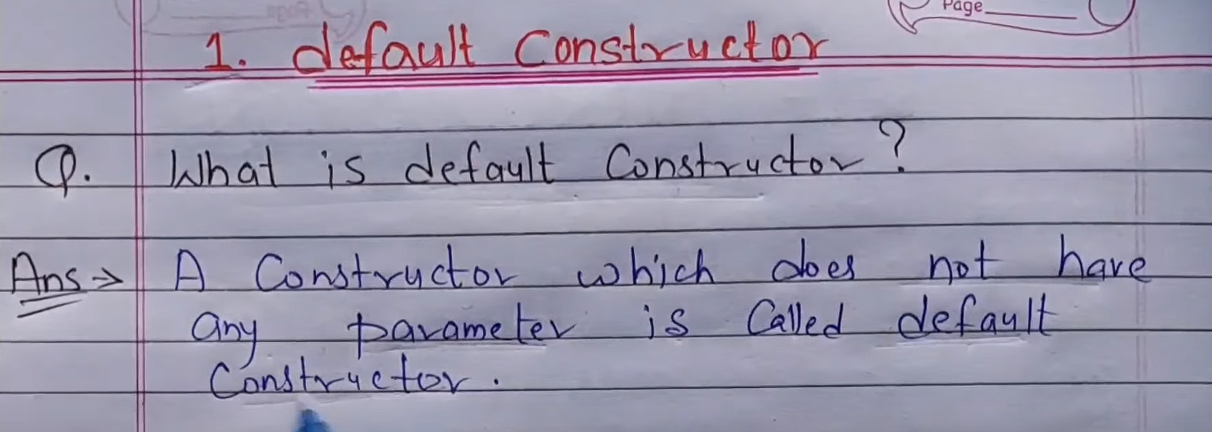 Page
1. default Constructor
Q. What is default Constructor?
Ans → A Constructor which does not have
any parameter is Called default
Constructor.